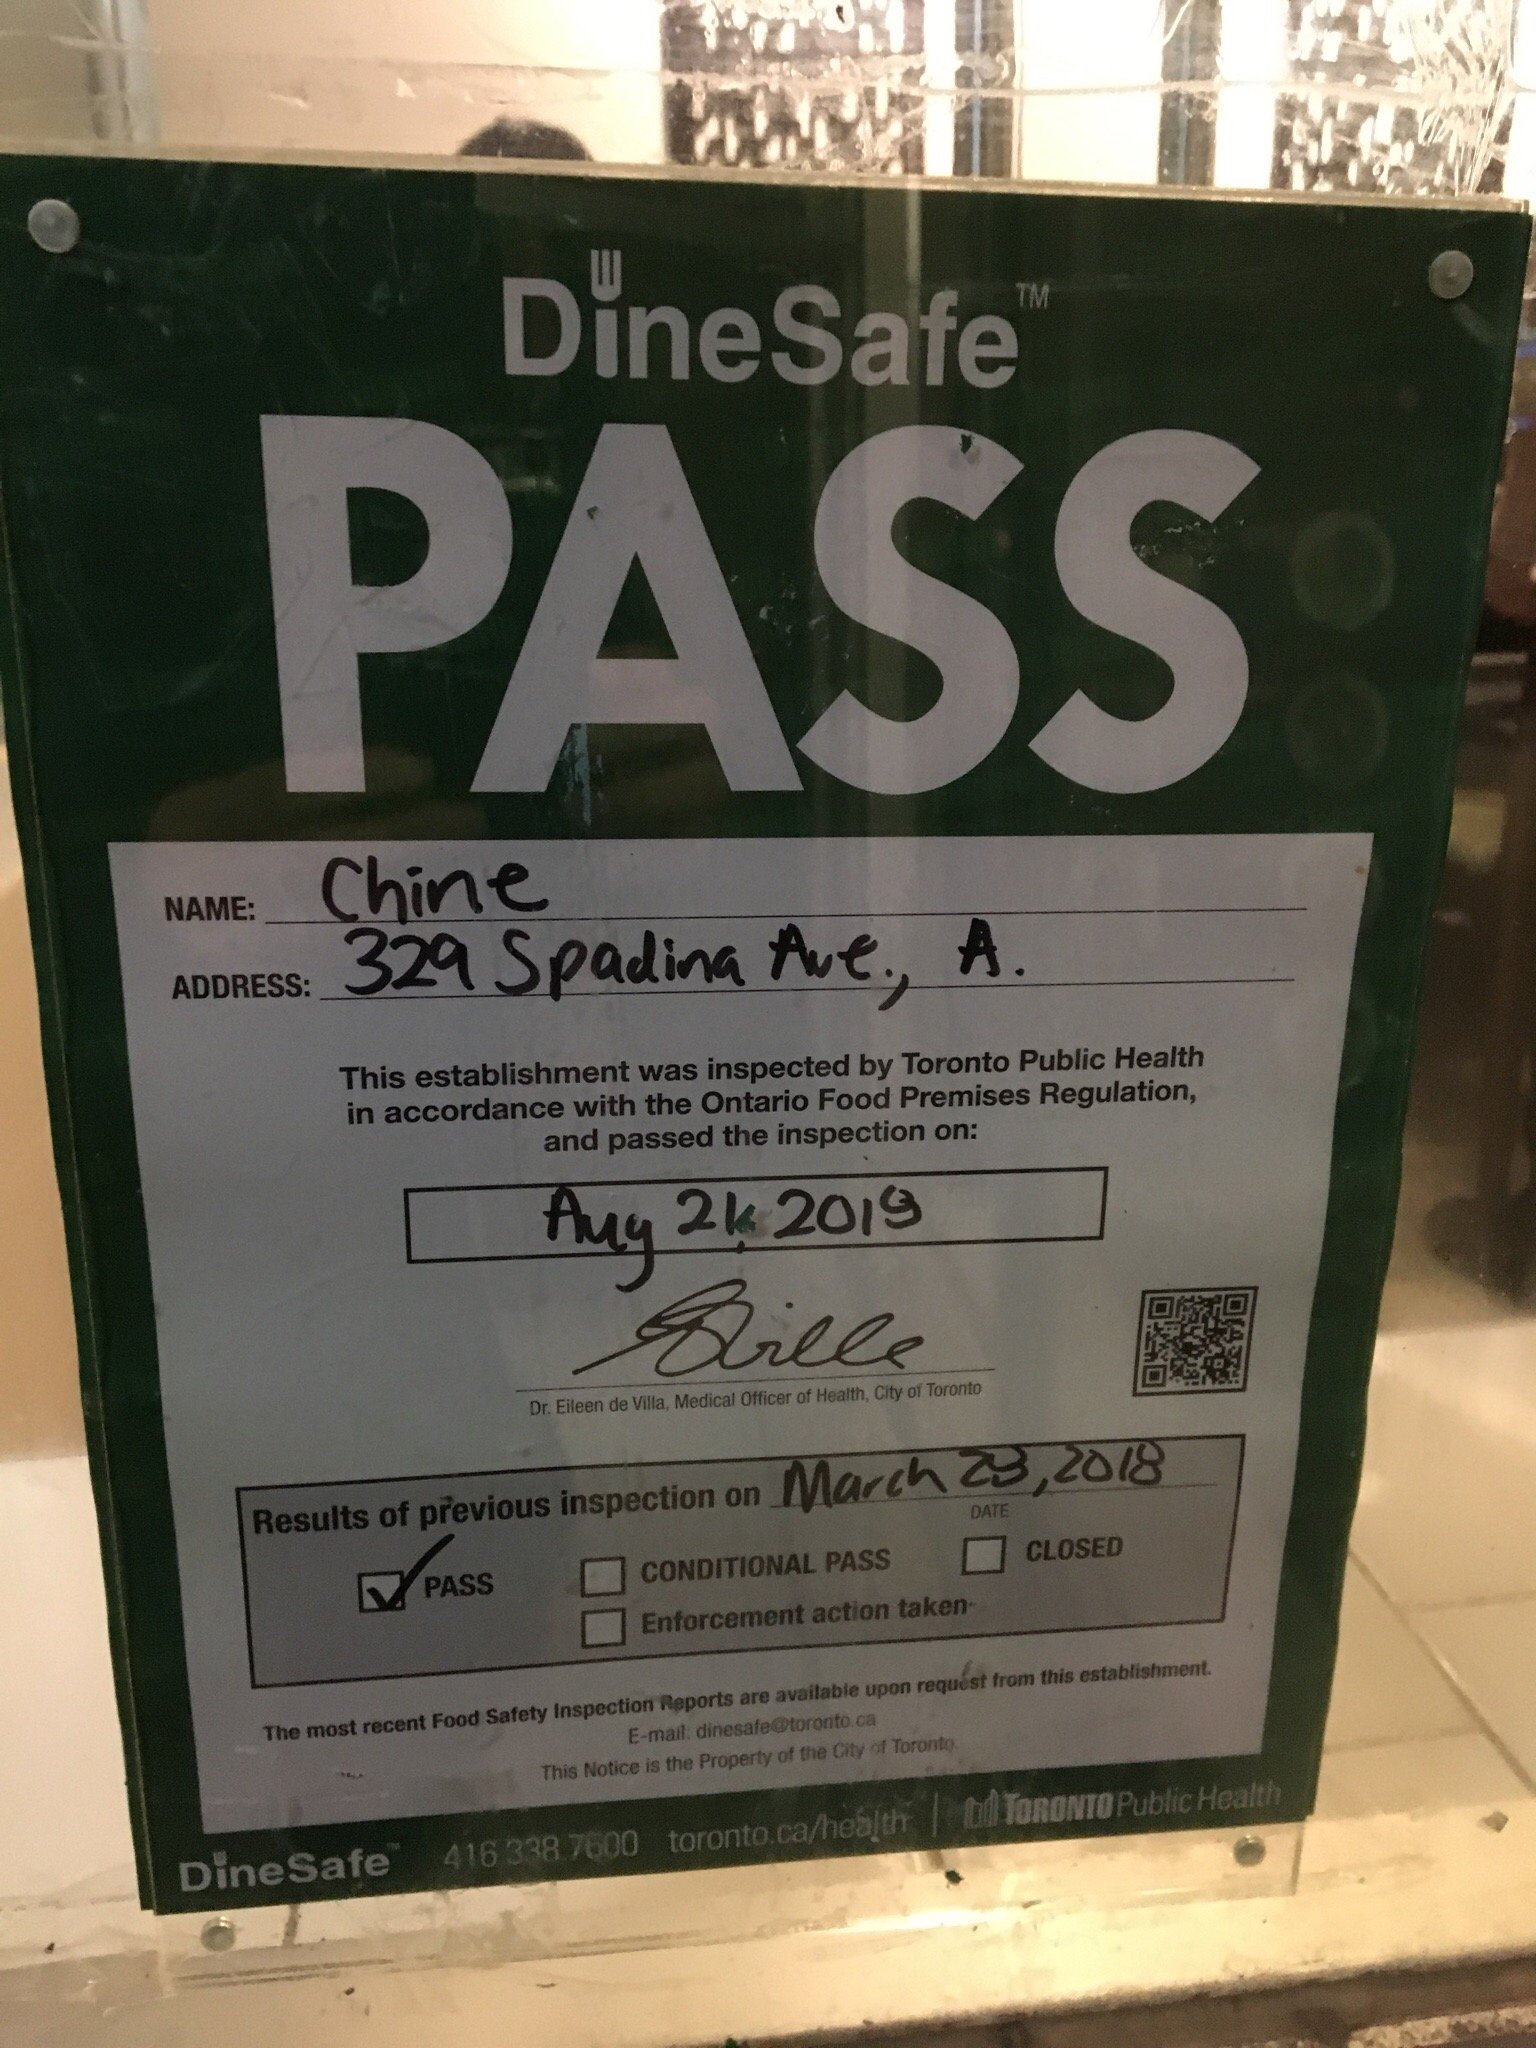 DineSafe™
PASS
NAME: Chine
ADDRESS: 329 Spadina Ave., A.
This establishment was inspected by Toronto Public Health
in accordance with the Ontario Food Premises Regulation,
and passed the inspection on:
Aug 21, 2019
Dr. Eileen de Villa, Medical Officer of Health, City of Toronto
Results of previous inspection on March 23, 2018
DATE
PASS CONDITIONAL PASS CLOSED
Enforcement action taken
The most recent Food Safety Inspection Reports are available upon request from this establishment.
E-mail: dinesafe@toronto.ca
This Notice is the Property of the City of Toronto
DineSafe™ 416 338 7600 toronto.ca/health | TORONTO Public Health